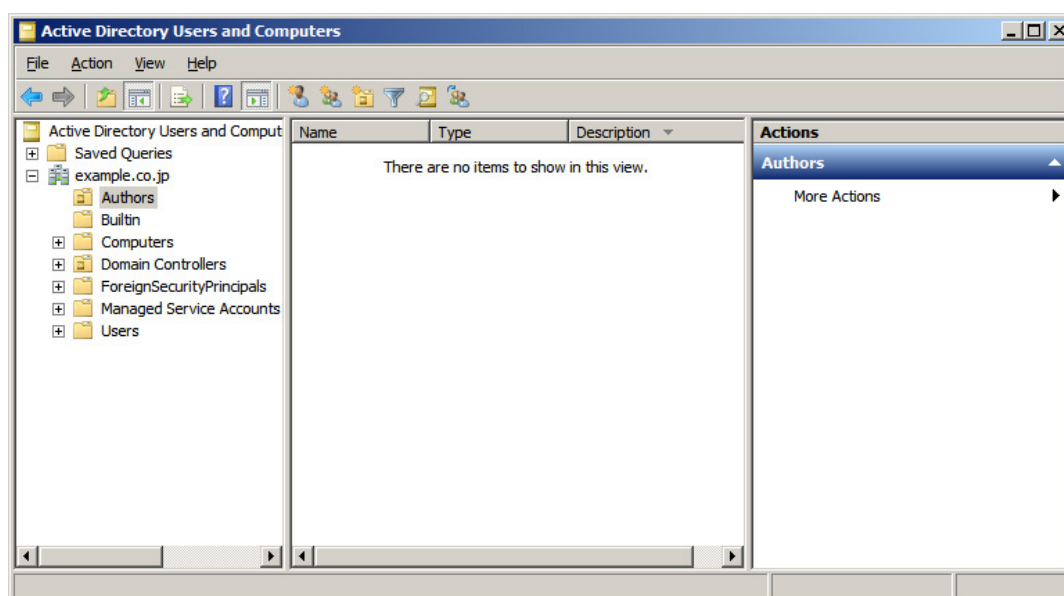 Active Directory Users and Computers
File Action View Help
Active Directory Users and Comput
Saved Queries
example.co.jp
Authors
Builtin
Computers
Domain Controllers
ForeignSecurityPrincipals
Managed Service Accounts
Users
Name Type Description
There are no items to show in this view.
Actions
Authors
More Actions